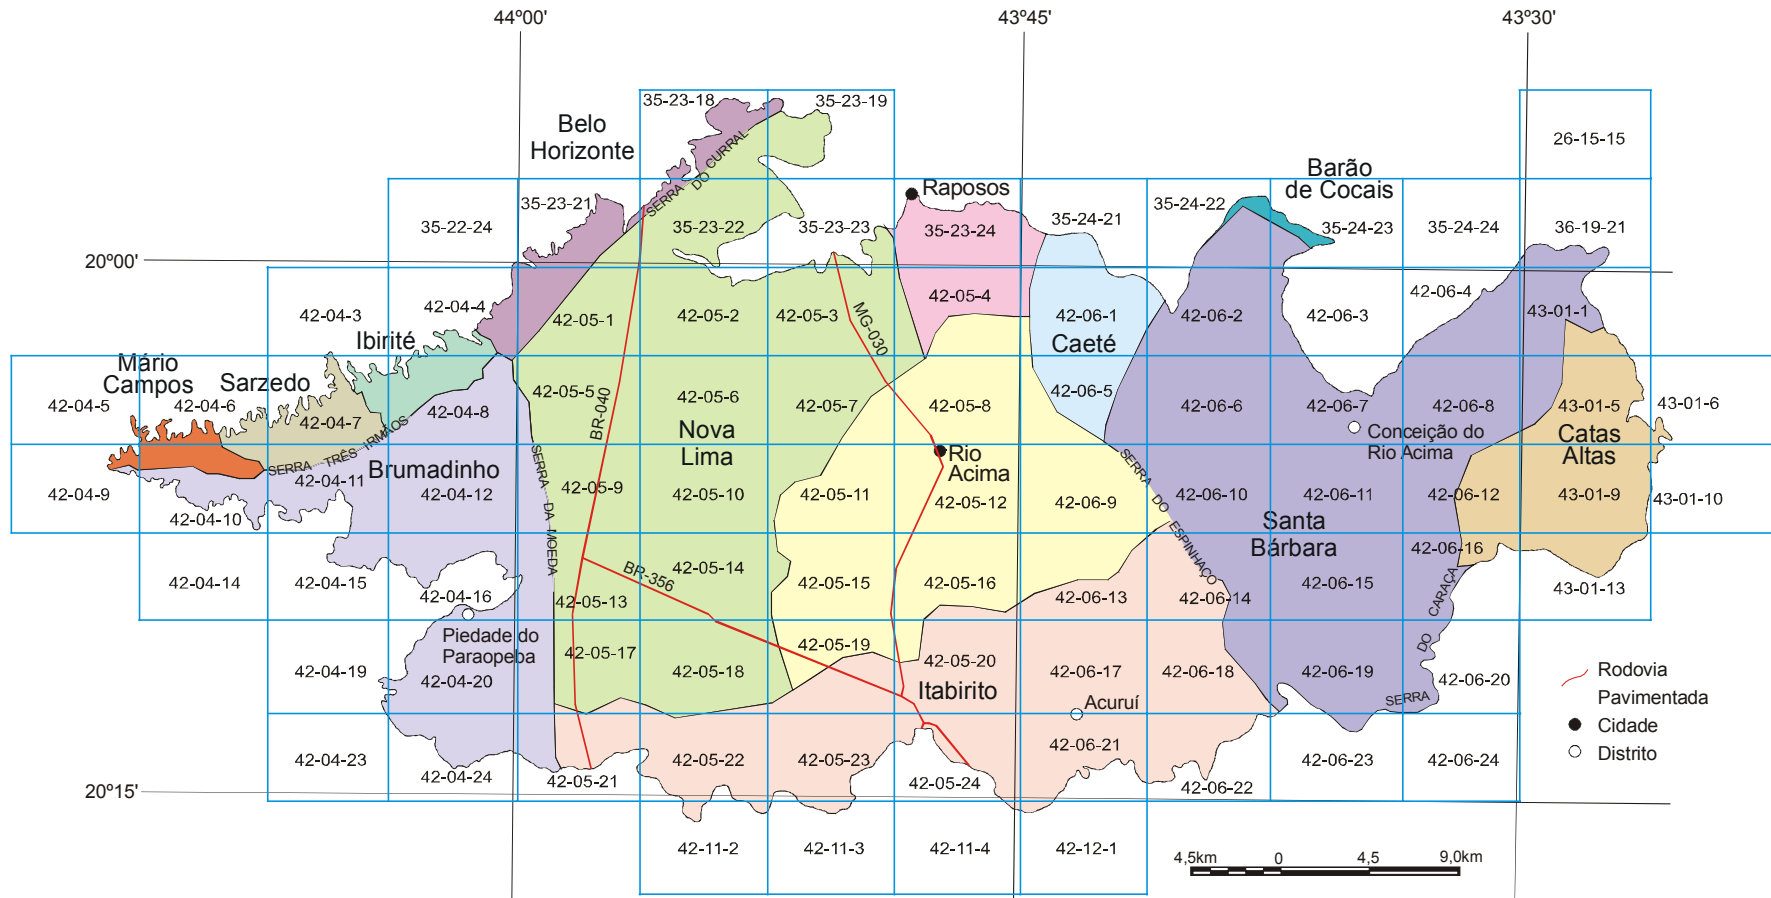 44º00'
43º45'
43º30'
35-23-18
35-23-19
Belo
Horizonte
SERRA DO CURRAL
26-15-15
Barão
de Cocais
Raposos
35-22-24
35-23-21
35-23-22
35-23-23
35-23-24
35-24-21
35-24-22
35-24-23
35-24-24
36-19-21
20º00'
42-04-3
42-04-4
42-05-1
42-05-2
42-05-3
MG-030
42-05-4
42-06-1
42-06-2
42-06-3
42-06-4
43-01-1
Ibirité
Caeté
Mário
Campos
Sarzedo
42-04-5
42-04-6
42-04-7
42-04-8
42-05-5
BR-040
42-05-6
42-05-7
42-05-8
42-06-5
42-06-6
42-06-7
42-06-8
43-01-5
43-01-6
Nova
Lima
Conceição do
Rio Acima
Catas
Altas
SERRA TRÊS IRMÃOS
Brumadinho
SERRA DA MOEDA
Rio
Acima
SERRA DO ESPINHAÇO
42-04-9
42-04-10
42-04-11
42-04-12
42-05-9
42-05-10
42-05-11
42-05-12
42-06-9
42-06-10
42-06-11
42-06-12
43-01-9
43-01-10
Santa
Bárbara
42-04-14
42-04-15
42-04-16
42-05-13
BR-356
42-05-14
42-05-15
42-05-16
42-06-13
42-06-14
42-06-15
42-06-16
43-01-13
Piedade do
Paraopeba
SERRA DO CARAÇA
42-04-19
42-04-20
42-05-17
42-05-18
42-05-19
42-05-20
42-06-17
42-06-18
42-06-19
42-06-20
Itabirito
Acuruí
Rodovia
Pavimentada
Cidade
Distrito
42-04-23
42-04-24
42-05-21
42-05-22
42-05-23
42-05-24
42-06-21
42-06-22
42-06-23
42-06-24
20º15'
42-11-2
42-11-3
42-11-4
42-12-1
4,5km 0 4,5 9,0km